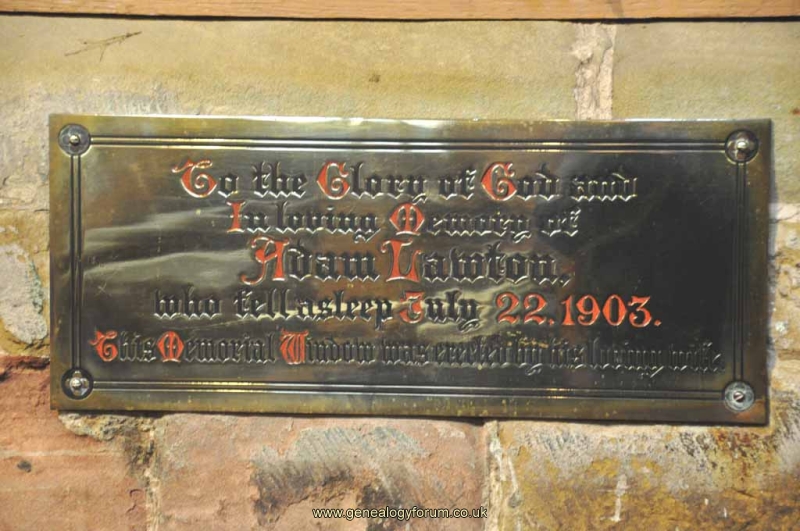 To the Glory of God and
In loving Memory of
Adam Lawton,
who fell asleep July 22, 1903.
This Memorial Window was erected by his loving wife.
www.genealogyforum.co.uk